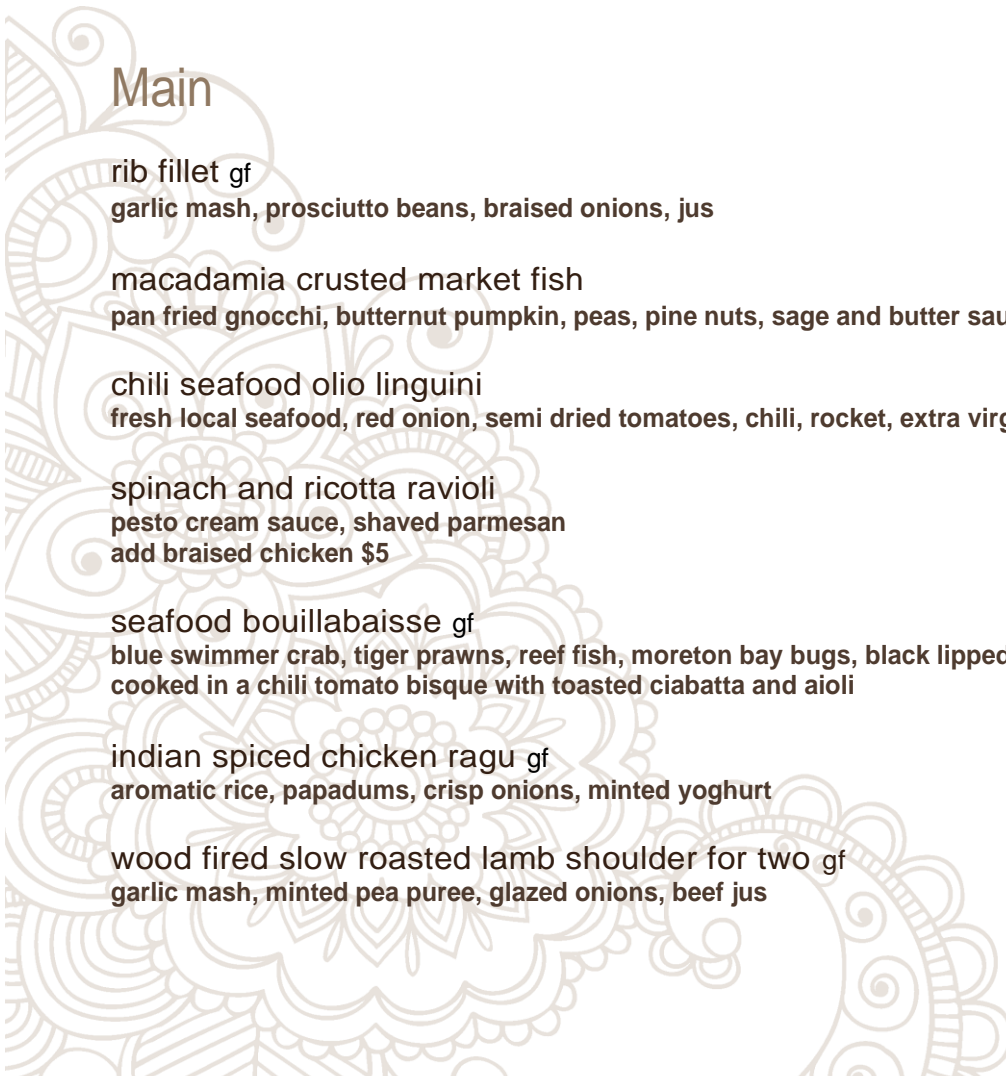 Main
rib fillet gf
garlic mash, prosciutto beans, braised onions, jus
macadamia crusted market fish
pan fried gnocchi, butternut pumpkin, peas, pine nuts, sage and butter sau
chili seafood olio linguini
fresh local seafood, red onion, semi dried tomatoes, chili, rocket, extra virg
spinach and ricotta ravioli
pesto cream sauce, shaved parmesan
add braised chicken $5
seafood bouillabaisse gf
blue swimmer crab, tiger prawns, reef fish, moreton bay bugs, black lipped
cooked in a chili tomato bisque with toasted ciabatta and aioli
indian spiced chicken ragu gf
aromatic rice, papadums, crisp onions, minted yoghurt
wood fired slow roasted lamb shoulder for two gf
garlic mash, minted pea puree, glazed onions, beef jus